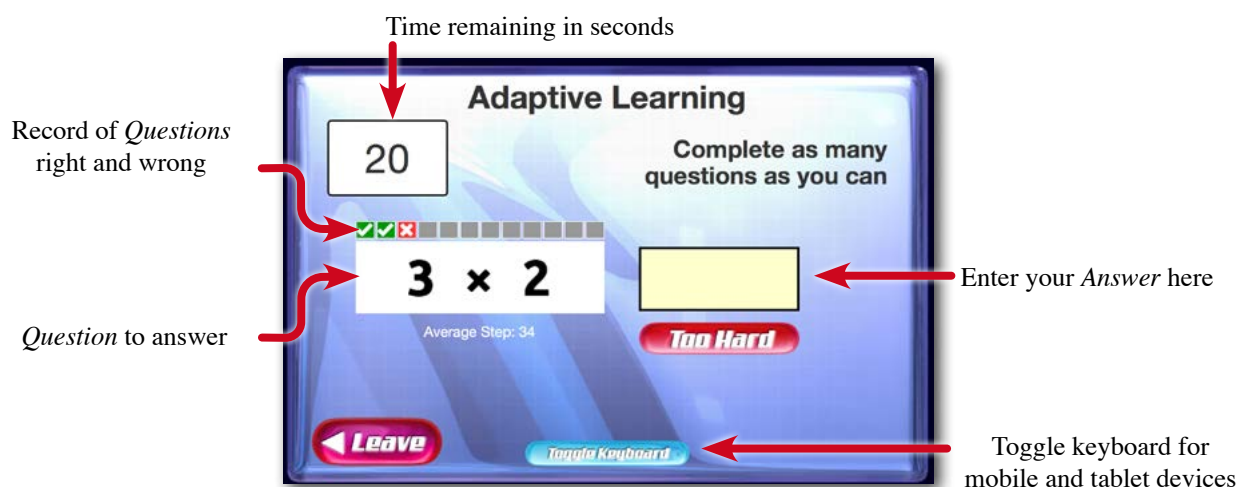 Time remaining in seconds
Adaptive Learning
Record of Questions
right and wrong
20
Complete as many
questions as you can
3 × 2
Enter your Answer here
Question to answer
Average Step: 34
Too Hard
Leave
Toggle Keyboard
Toggle keyboard for
mobile and tablet devices